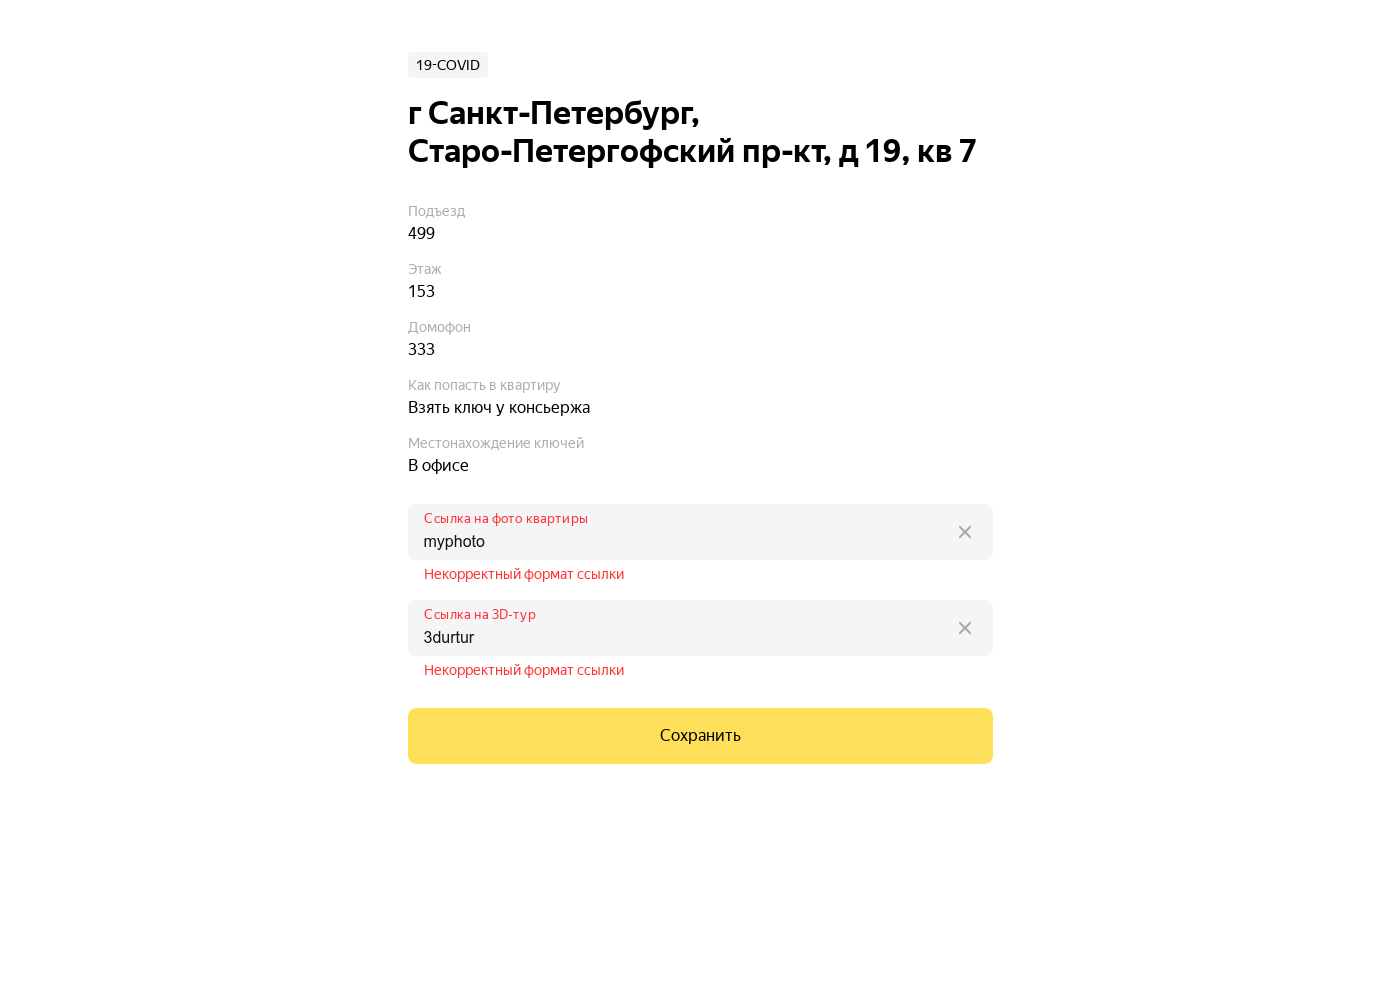 19-COVID
г Санкт-Петербург,
Старо-Петергофский пр-кт, д 19, кв 7
Подъезд
499
Этаж
153
Домофон
333
Как попасть в квартиру
Взять ключ у консьержа
Местонахождение ключей
В офисе
Ссылка на фото квартиры
myphoto
Некорректный формат ссылки
Ссылка на 3D-тур
3durtur
Некорректный формат ссылки
Сохранить